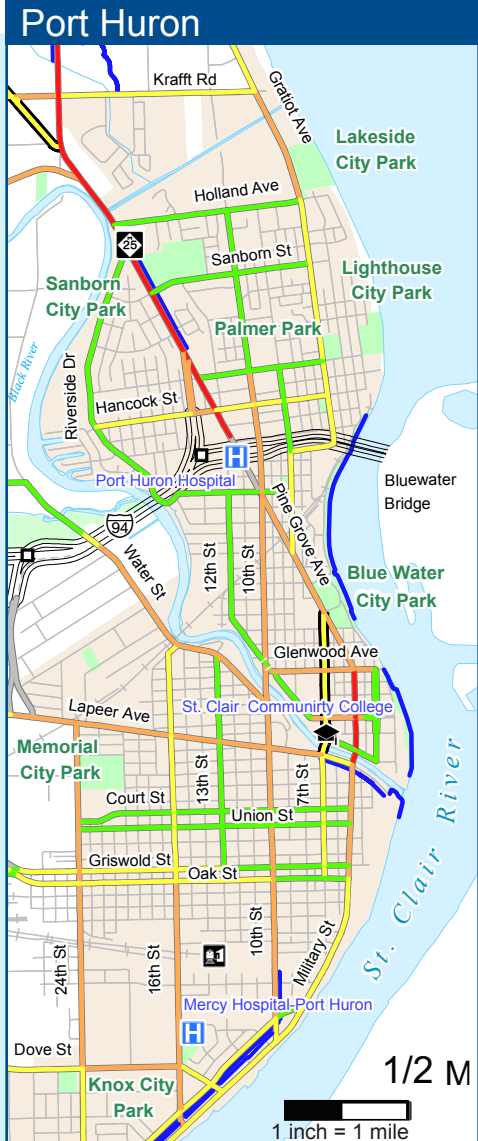 Port Huron
Krafft Rd
Gratiot Ave
Lakeside
City Park
Holland Ave
25
Sanborn St
Sanborn
City Park
Lighthouse
City Park
Palmer Park
Black River
Riverside Dr
Hancock St
H
Port Huron Hospital
Bluewater
Bridge
94
Pine Grove Ave
Water St
12th St
10th St
Blue Water
City Park
Glenwood Ave
Lapeer Ave
St. Clair Communirty College
Memorial
City Park
13th St
7th St
Court St
Union St
Griswold St
Oak St
St. Clair River
24th St
16th St
10th St
Military St
Mercy Hospital-Port Huron
H
Dove St
Knox City
Park
1/2 M
1 inch = 1 mile